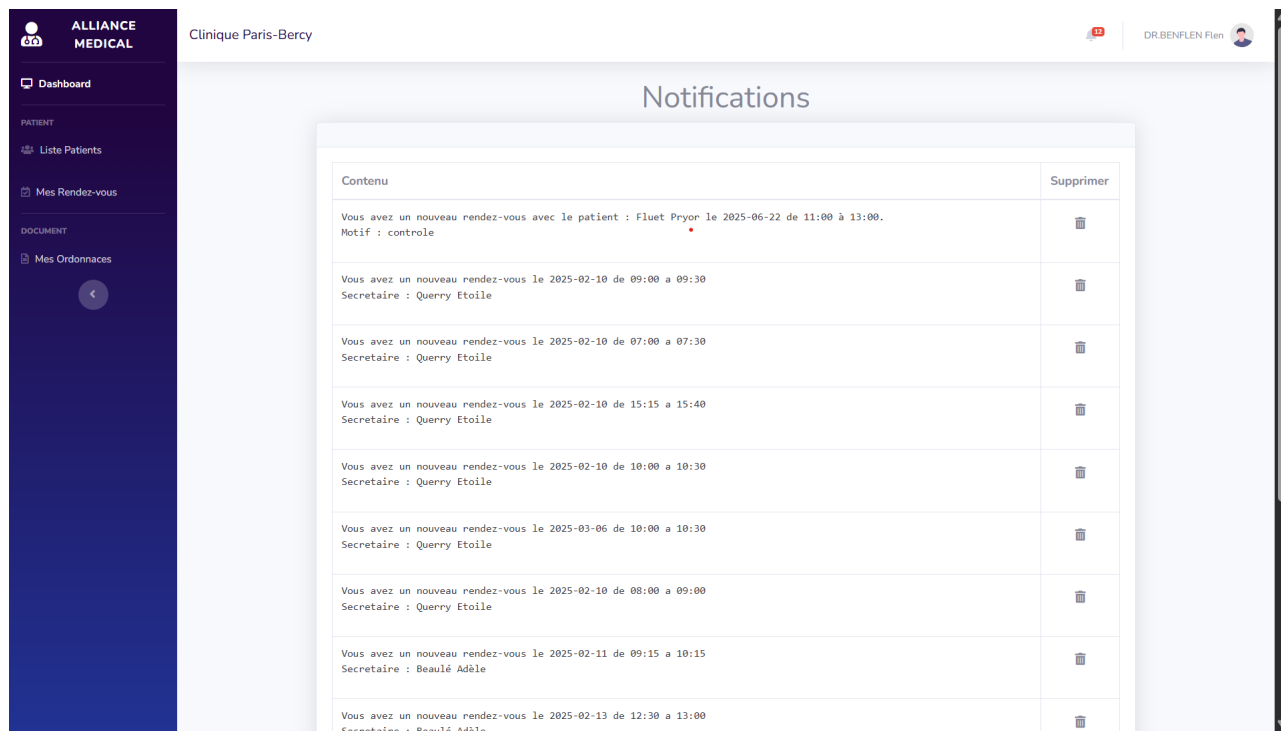 ALLIANCE
MEDICAL
Clinique Paris-Bercy
12
DR.BENFLEN Flen
Dashboard
PATIENT
Liste Patients
Mes Rendez-vous
DOCUMENT
Mes Ordonnaces
Notifications
Contenu
Supprimer
Vous avez un nouveau rendez-vous avec le patient : Fluet Pryor le 2025-06-22 de 11:00 à 13:00.
Motif : controle
Vous avez un nouveau rendez-vous le 2025-02-10 de 09:00 a 09:30
Secretaire : Querry Etoile
Vous avez un nouveau rendez-vous le 2025-02-10 de 07:00 a 07:30
Secretaire : Querry Etoile
Vous avez un nouveau rendez-vous le 2025-02-10 de 15:15 a 15:40
Secretaire : Querry Etoile
Vous avez un nouveau rendez-vous le 2025-02-10 de 10:00 a 10:30
Secretaire : Querry Etoile
Vous avez un nouveau rendez-vous le 2025-03-06 de 10:00 a 10:30
Secretaire : Querry Etoile
Vous avez un nouveau rendez-vous le 2025-02-10 de 08:00 a 09:00
Secretaire : Querry Etoile
Vous avez un nouveau rendez-vous le 2025-02-11 de 09:15 a 10:15
Secretaire : Beaulé Adèle
Vous avez un nouveau rendez-vous le 2025-02-13 de 12:30 a 13:00
Secretaire : Beaulé Adèle